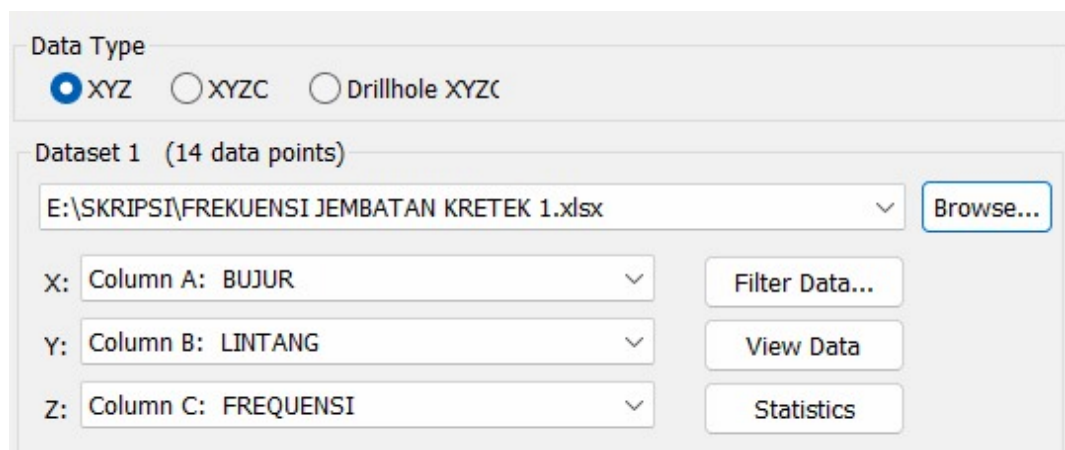 Data Type
XYZ XYZC Drillhole XYZC
Dataset 1 (14 data points)
E:\SKRIPSI\FREKUENSI JEMBATAN KRETEK 1.xlsx Browse...
X: Column A: BUJUR Filter Data...
Y: Column B: LINTANG View Data
Z: Column C: FREQUENSI Statistics